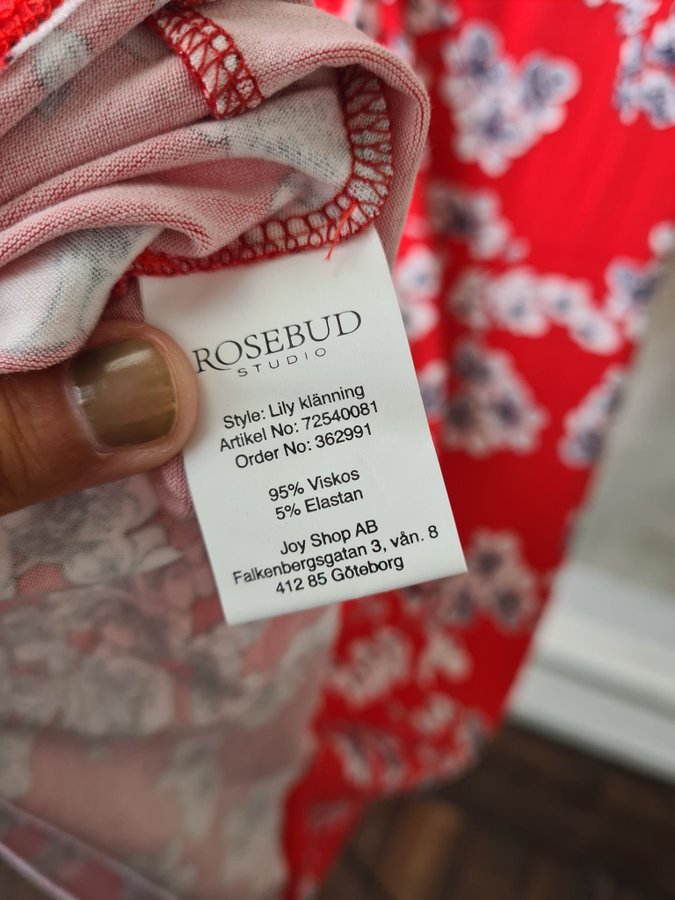 ROSEBUD
STUDIO
Style: Lily klänning
Artikel No: 72540081
Order No: 362991
95% Viskos
5% Elastan
Joy Shop AB
Falkenbergsgatan 3, vån. 8
412 85 Göteborg